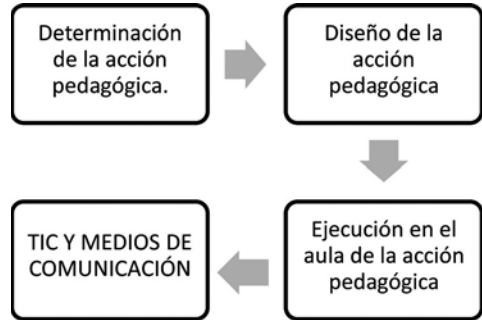 Determinación
de la acción
pedagógica.
Diseño de la
acción
pedagógica
Ejecución en el
aula de la acción
pedagógica
TIC Y MEDIOS DE
COMUNICACIÓN